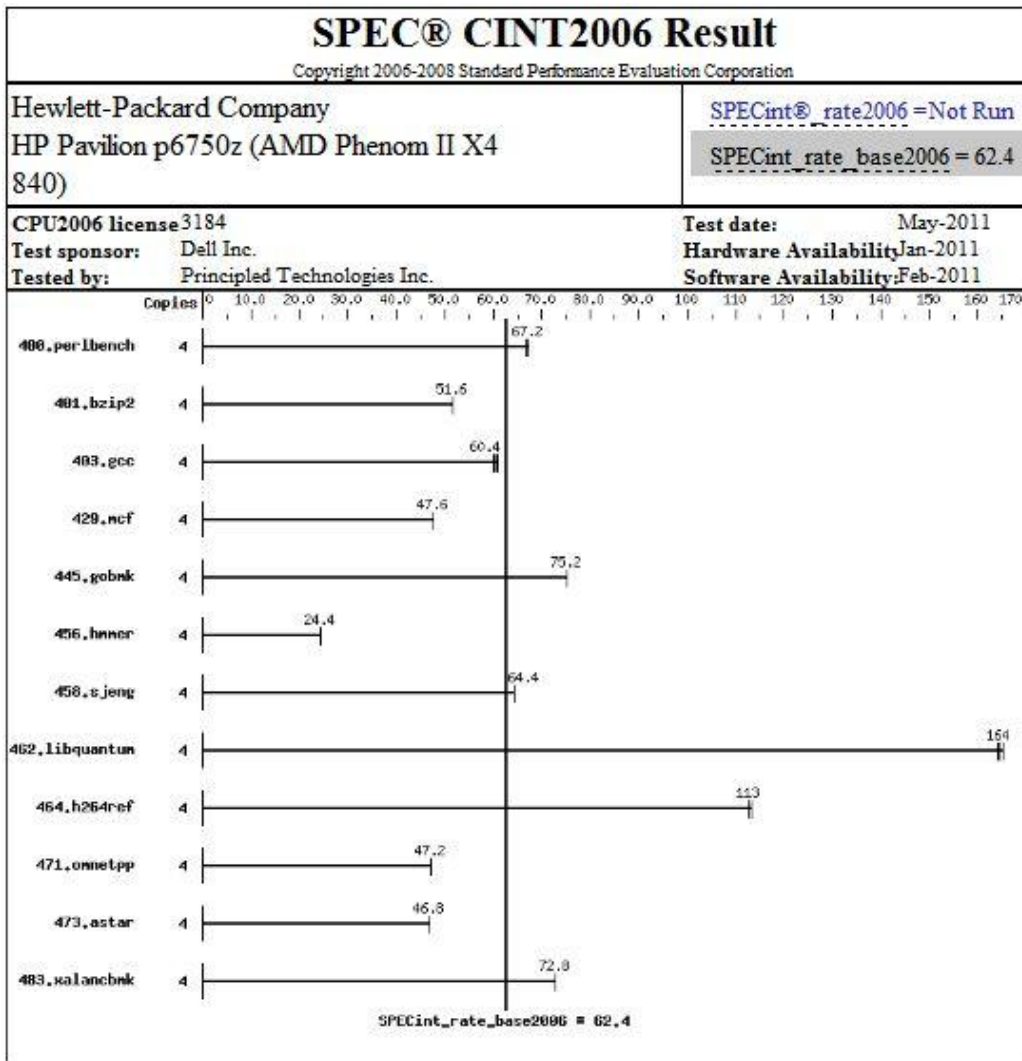 SPEC® CINT2006 Result
Copyright 2006-2008 Standard Performance Evaluation Corporation
Hewlett-Packard Company
HP Pavilion p6750z (AMD Phenom II X4
840)
SPECint®_rate2006 =Not Run
SPECint_rate_base2006 = 62.4
CPU2006 license 3184
Test sponsor: Dell Inc.
Tested by: Principled Technologies Inc.
Test date: May-2011
Hardware Availability Jan-2011
Software Availability: Feb-2011
Copies 0 10.0 20.0 30.0 40.0 50.0 60.0 70.0 80.0 90.0 100 110 120 130 140 150 160 170
400.perlbench 4 67.2
401.bzip2 4 51.6
403.gcc 4 60.4
429.mcf 4 47.6
445.gobmk 4 75.2
456.hmmer 4 24.4
458.sjeng 4 64.4
462.libquantum 4 164
464.h264ref 4 113
471.omnetpp 4 47.2
473.astar 4 46.8
483.xalancbmk 4 72.8
SPECint_rate_base2006 = 62.4